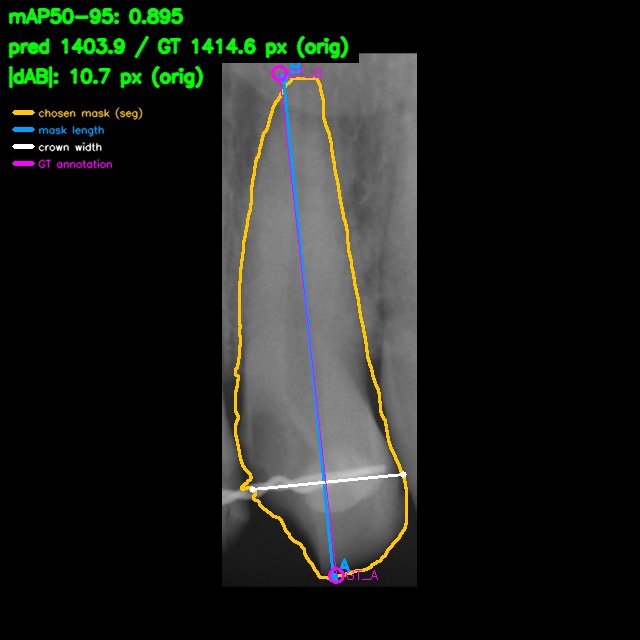 mAP50-95: 0.895
pred 1403.9 / GT 1414.6 px (orig)
|dAB|: 10.7 px (orig)
chosen mask (seg)
mask length
crown width
GT annotation
A
GT_A